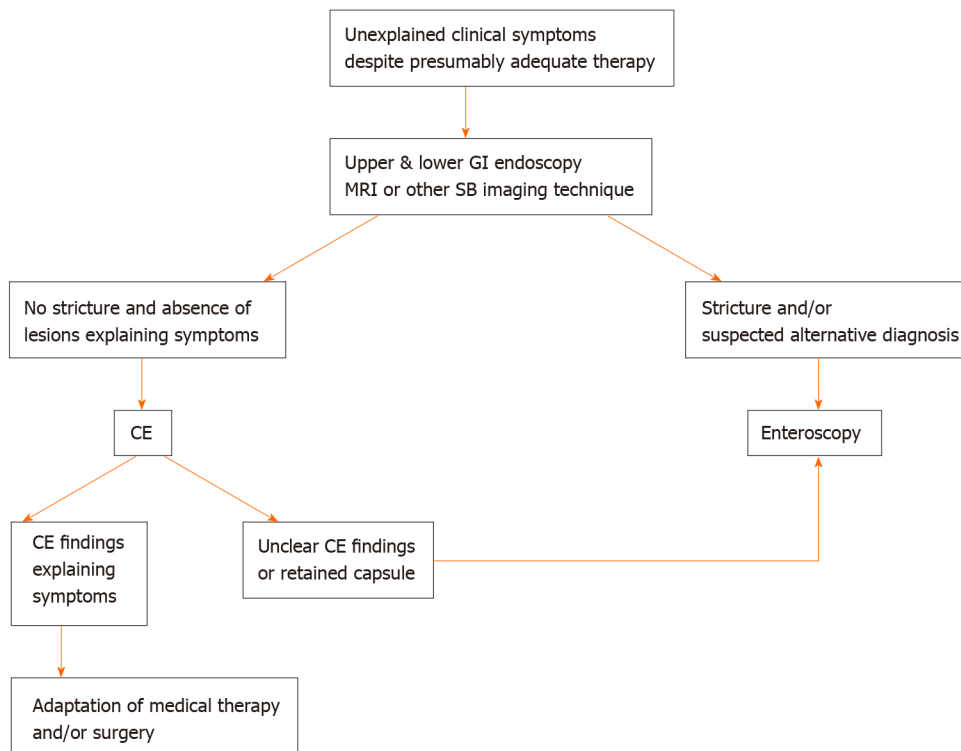 Unexplained clinical symptoms
despite presumably adequate therapy
Upper & lower GI endoscopy
MRI or other SB imaging technique
No stricture and absence of
lesions explaining symptoms
Stricture and/or
suspected alternative diagnosis
CE
Enteroscopy
CE findings
explaining
symptoms
Unclear CE findings
or retained capsule
Adaptation of medical therapy
and/or surgery